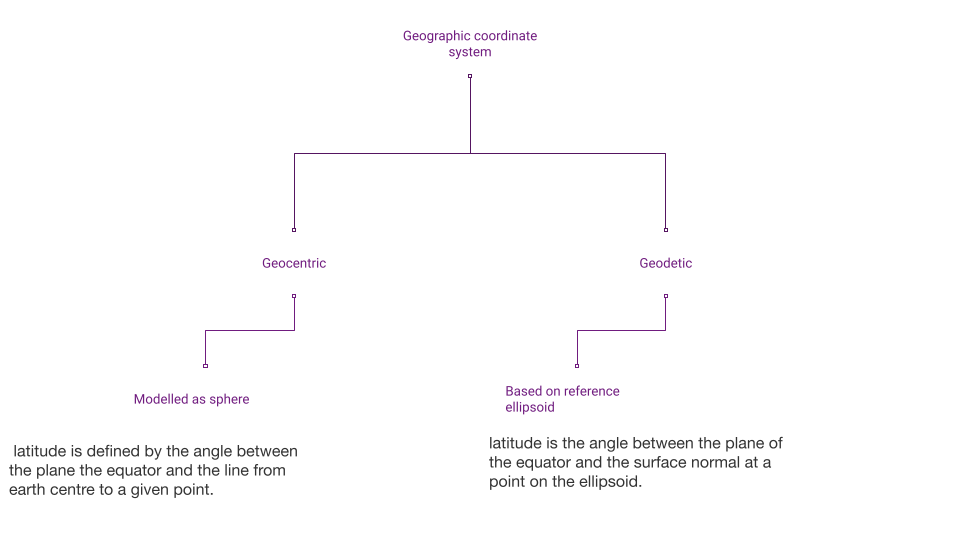 Geographic coordinate
system
Geocentric
Geodetic
Modelled as sphere
Based on reference
ellipsoid
latitude is defined by the angle between
the plane the equator and the line from
earth centre to a given point.
latitude is the angle between the plane of
the equator and the surface normal at a
point on the ellipsoid.